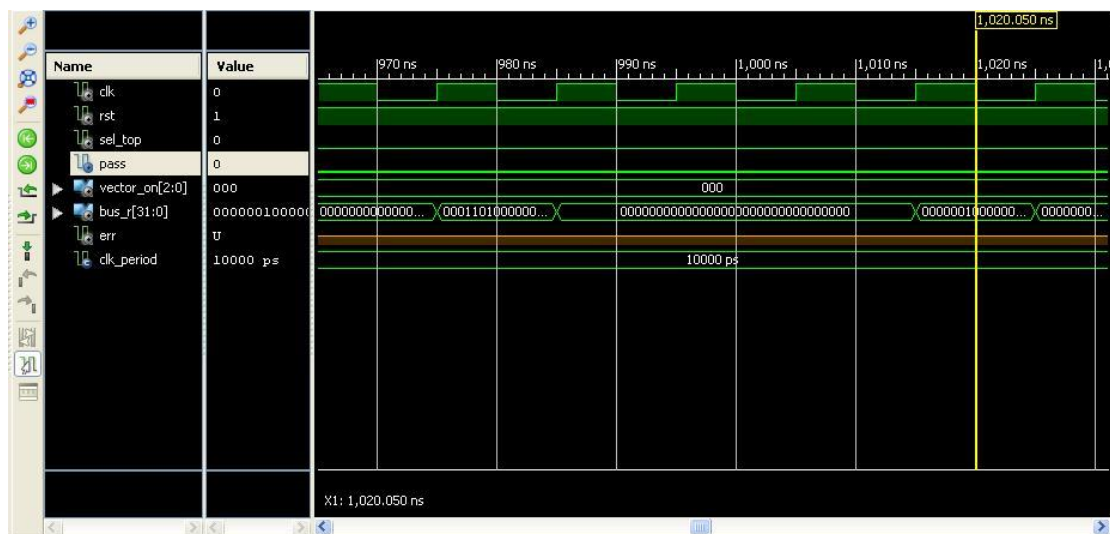 1,020.050 ns
Name Value
970 ns 980 ns 990 ns 1,000 ns 1,010 ns 1,020 ns
clk 0
rst 1
sel_top 0
pass 0
vector_on[2:0] 000 000
bus_r[31:0] 0000000000000... 0001101000000... 00000000000000000000000000000000 0000001000000... 0000000...
err U
clk_period 10000 ps 10000 ps
X1: 1,020.050 ns